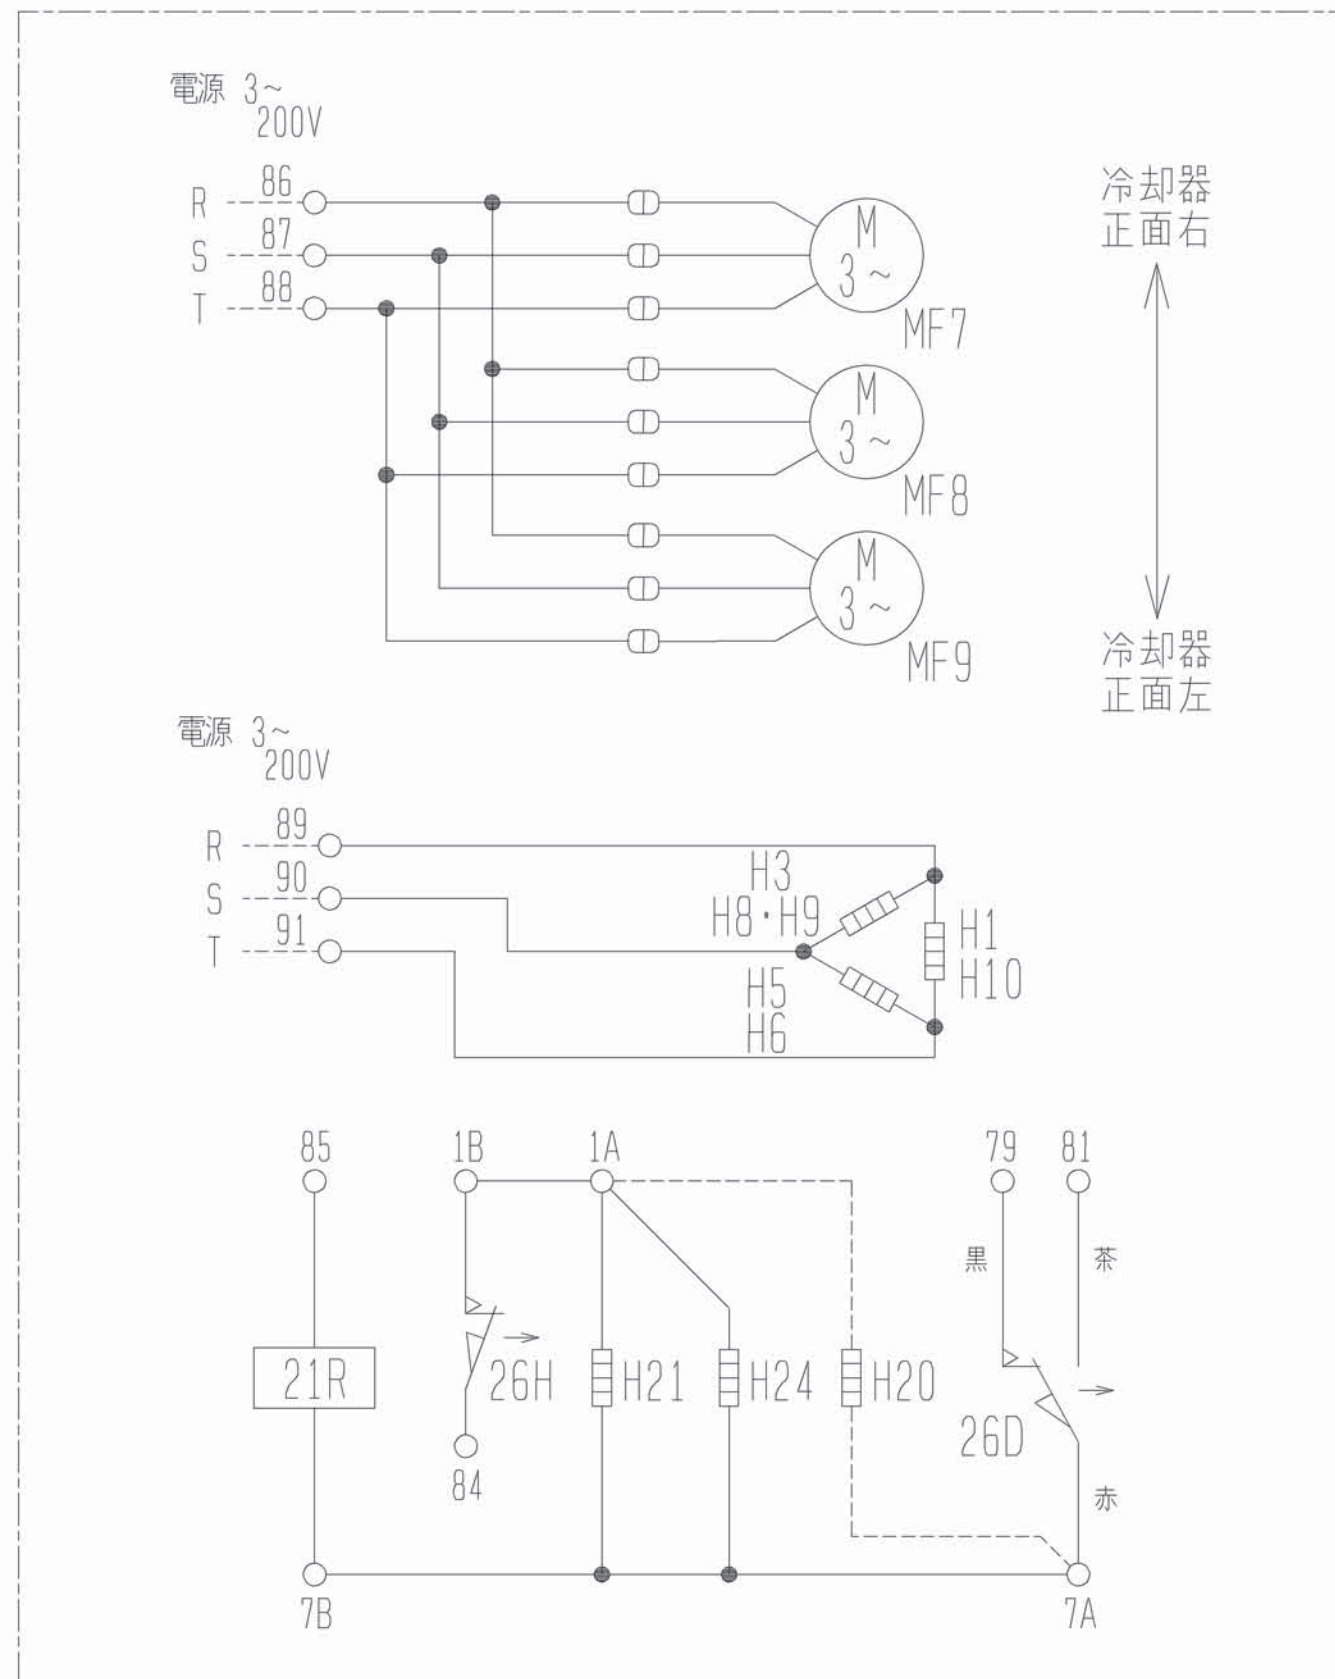 電源 3~
200V
R 86
S 87
T 88
冷却器
正面右
M
3~
MF7
M
3~
MF8
M
3~
MF9
冷却器
正面左
電源 3~
200V
R 89
S 90
T 91
H3
H8・H9
H1
H10
H5
H6
85 1B 1A 79 81
黒 茶
21R 26H H21 H24 H20 26D
84
赤
7B 7A